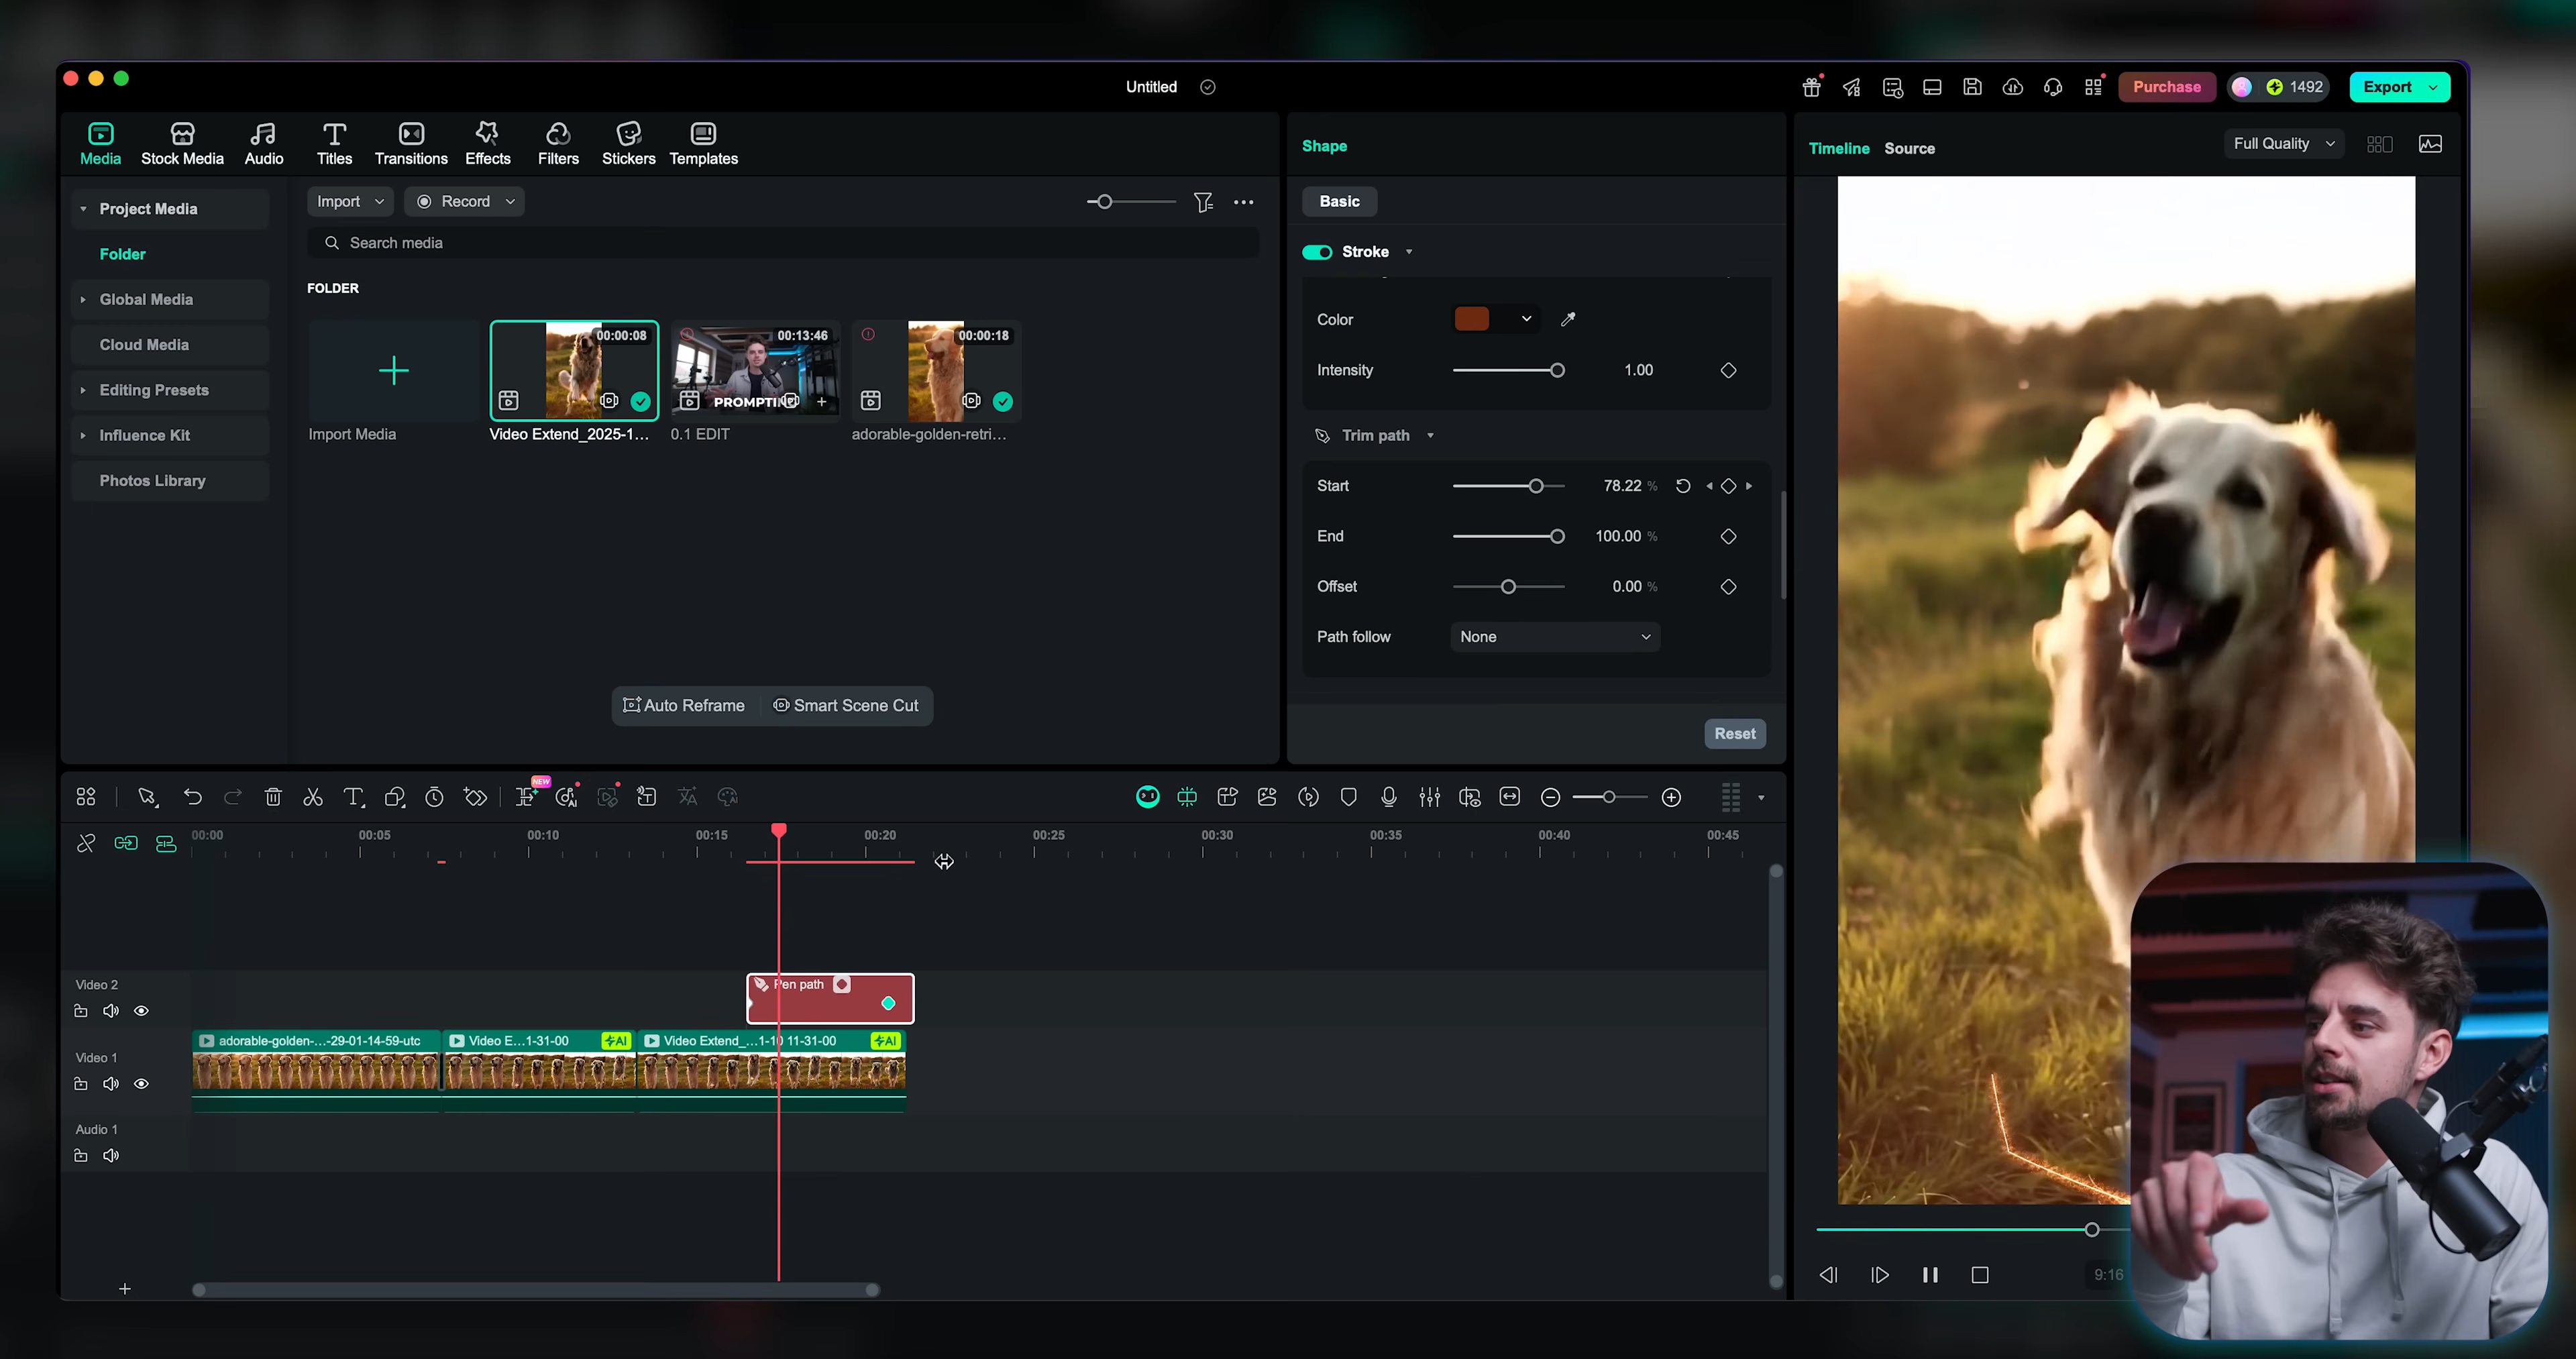 Untitled
Purchase
1492
Export
Media
Stock Media
Audio
Titles
Transitions
Effects
Filters
Stickers
Templates
Project Media
Folder
Global Media
Cloud Media
Editing Presets
Influence Kit
Photos Library
Import
Record
Search media
FOLDER
00:00:08
00:13:46
PROMPTING
00:00:18
Import Media
Video Extend_2025-1...
0.1 EDIT
adorable-golden-retri...
Auto Reframe
Smart Scene Cut
Shape
Basic
Stroke
Color
Intensity
1.00
Trim path
Start
78.22 %
End
100.00 %
Offset
0.00 %
Path follow
None
Reset
Timeline
Source
Full Quality
9:16
NEW
00:00
00:05
00:10
00:15
00:20
00:25
00:30
00:35
00:40
00:45
Video 2
Pen path
Video 1
adorable-golden-...-29-01-14-59-utc
Video E...1-31-00
AI
Video Extend_...1-10 11-31-00
AI
Audio 1